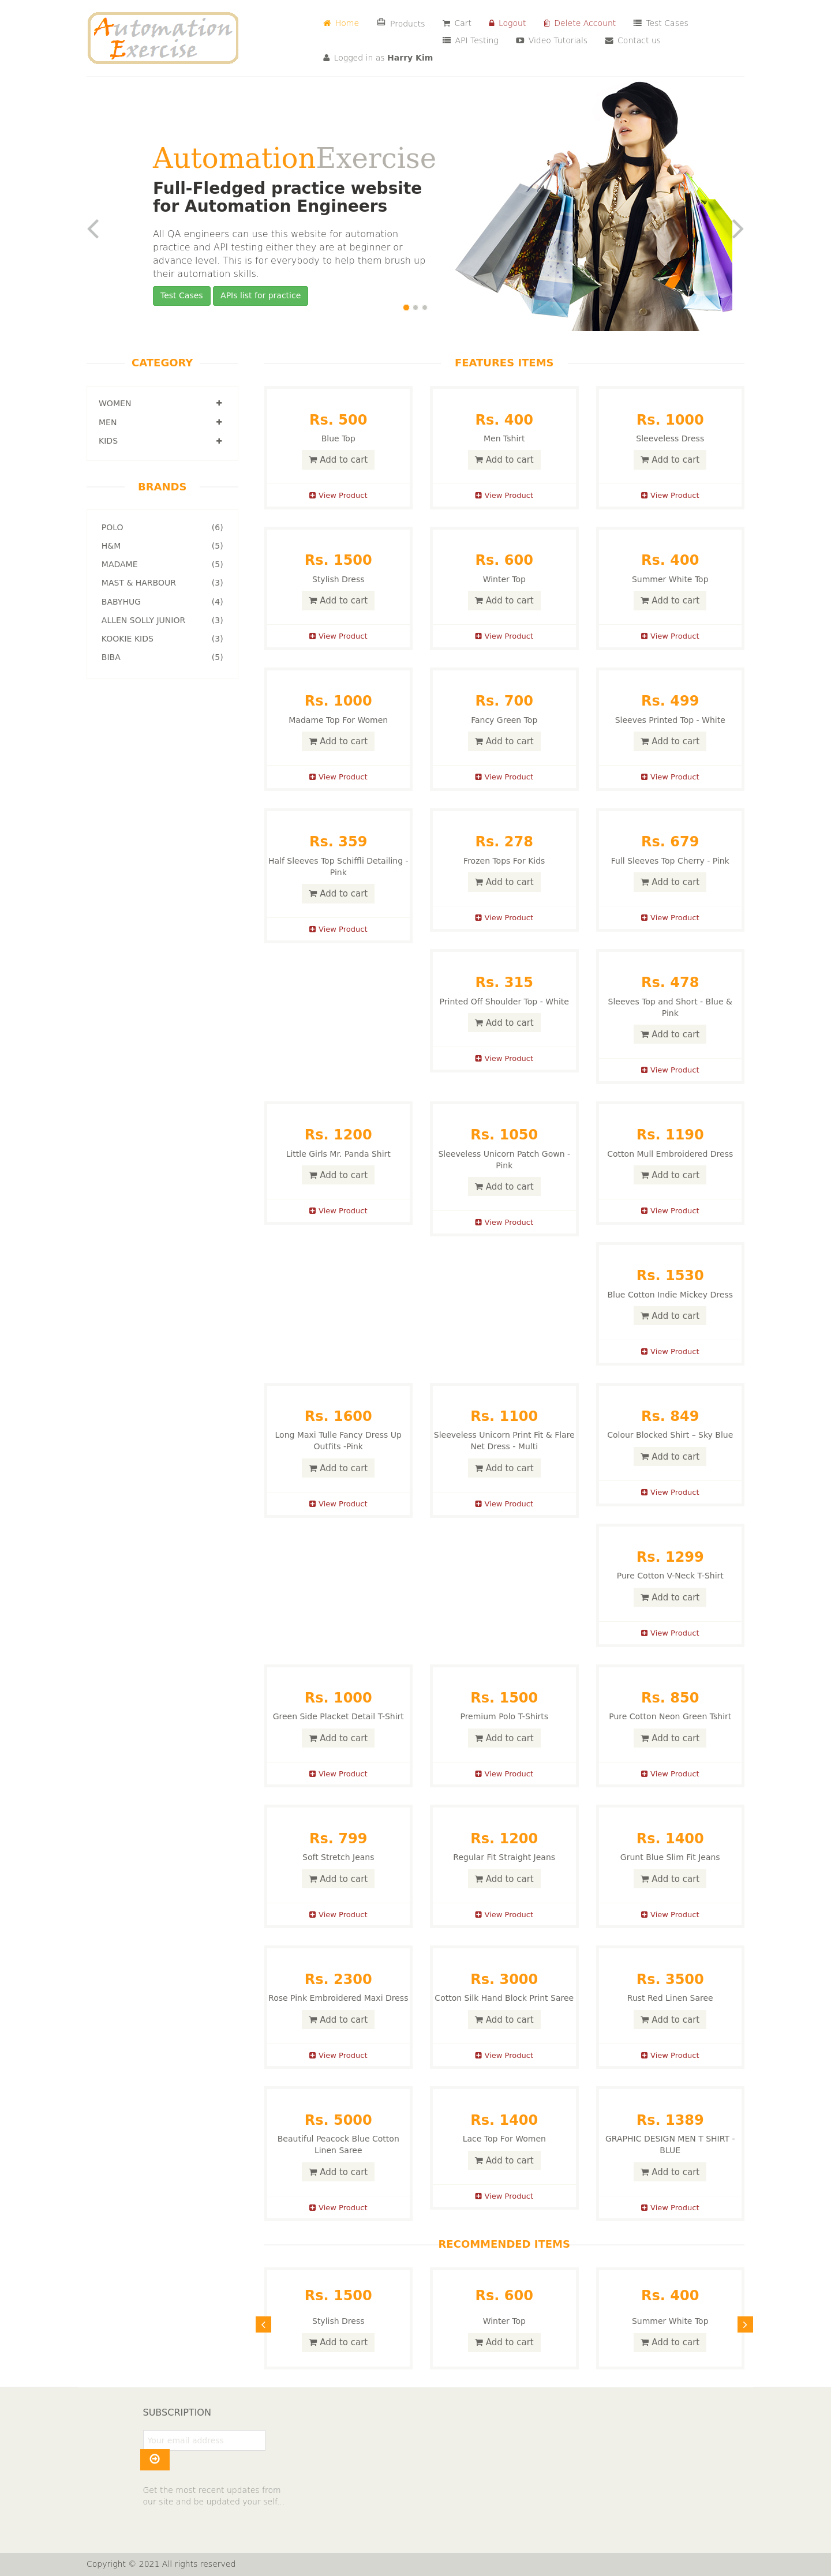 Automation
Exercise
Home
Products
Cart
Logout
Delete Account
Test Cases
API Testing
Video Tutorials
Contact us
Logged in as Harry Kim
AutomationExercise
Full-Fledged practice website
for Automation Engineers
All QA engineers can use this website for automation
practice and API testing either they are at beginner or
advance level. This is for everybody to help them brush up
their automation skills.
Test Cases
APIs list for practice
CATEGORY
WOMEN
MEN
KIDS
BRANDS
POLO (6)
H&M (5)
MADAME (5)
MAST & HARBOUR (3)
BABYHUG (4)
ALLEN SOLLY JUNIOR (3)
KOOKIE KIDS (3)
BIBA (5)
FEATURES ITEMS
Rs. 500
Blue Top
Add to cart
View Product
Rs. 400
Men Tshirt
Add to cart
View Product
Rs. 1000
Sleeveless Dress
Add to cart
View Product
Rs. 1500
Stylish Dress
Add to cart
View Product
Rs. 600
Winter Top
Add to cart
View Product
Rs. 400
Summer White Top
Add to cart
View Product
Rs. 1000
Madame Top For Women
Add to cart
View Product
Rs. 700
Fancy Green Top
Add to cart
View Product
Rs. 499
Sleeves Printed Top - White
Add to cart
View Product
Rs. 359
Half Sleeves Top Schiffli Detailing -
Pink
Add to cart
View Product
Rs. 278
Frozen Tops For Kids
Add to cart
View Product
Rs. 679
Full Sleeves Top Cherry - Pink
Add to cart
View Product
Rs. 315
Printed Off Shoulder Top - White
Add to cart
View Product
Rs. 478
Sleeves Top and Short - Blue &
Pink
Add to cart
View Product
Rs. 1200
Little Girls Mr. Panda Shirt
Add to cart
View Product
Rs. 1050
Sleeveless Unicorn Patch Gown -
Pink
Add to cart
View Product
Rs. 1190
Cotton Mull Embroidered Dress
Add to cart
View Product
Rs. 1530
Blue Cotton Indie Mickey Dress
Add to cart
View Product
Rs. 1600
Long Maxi Tulle Fancy Dress Up
Outfits -Pink
Add to cart
View Product
Rs. 1100
Sleeveless Unicorn Print Fit & Flare
Net Dress - Multi
Add to cart
View Product
Rs. 849
Colour Blocked Shirt – Sky Blue
Add to cart
View Product
Rs. 1299
Pure Cotton V-Neck T-Shirt
Add to cart
View Product
Rs. 1000
Green Side Placket Detail T-Shirt
Add to cart
View Product
Rs. 1500
Premium Polo T-Shirts
Add to cart
View Product
Rs. 850
Pure Cotton Neon Green Tshirt
Add to cart
View Product
Rs. 799
Soft Stretch Jeans
Add to cart
View Product
Rs. 1200
Regular Fit Straight Jeans
Add to cart
View Product
Rs. 1400
Grunt Blue Slim Fit Jeans
Add to cart
View Product
Rs. 2300
Rose Pink Embroidered Maxi Dress
Add to cart
View Product
Rs. 3000
Cotton Silk Hand Block Print Saree
Add to cart
View Product
Rs. 3500
Rust Red Linen Saree
Add to cart
View Product
Rs. 5000
Beautiful Peacock Blue Cotton
Linen Saree
Add to cart
View Product
Rs. 1400
Lace Top For Women
Add to cart
View Product
Rs. 1389
GRAPHIC DESIGN MEN T SHIRT -
BLUE
Add to cart
View Product
RECOMMENDED ITEMS
Rs. 1500
Stylish Dress
Add to cart
Rs. 600
Winter Top
Add to cart
Rs. 400
Summer White Top
Add to cart
SUBSCRIPTION
Your email address
Get the most recent updates from
our site and be updated your self...
Copyright © 2021 All rights reserved